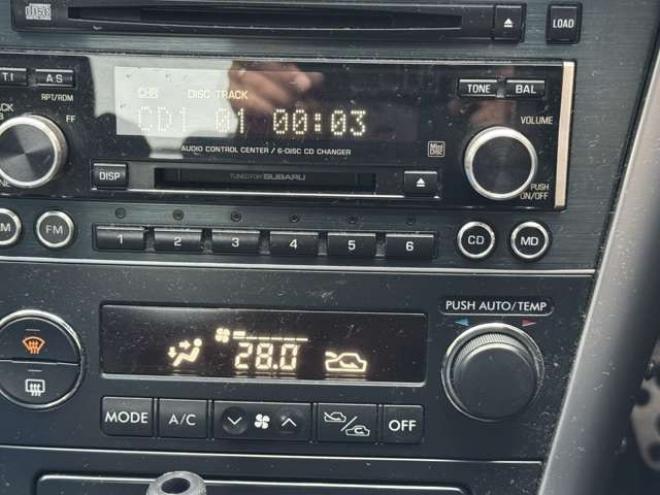 disc
LOAD
T.I A.S
TONE BAL
RPT/RDM
CHG DISC TRACK
FF
CD1 01 00:03
VOLUME
AUDIO CONTROL CENTER / 6-DISC CD CHANGER
DISP
TUNED FOR SUBARU
PUSH
ON/OFF
FM 1 2 3 4 5 6 CD MD
PUSH AUTO/TEMP
28.0
MODE A/C OFF